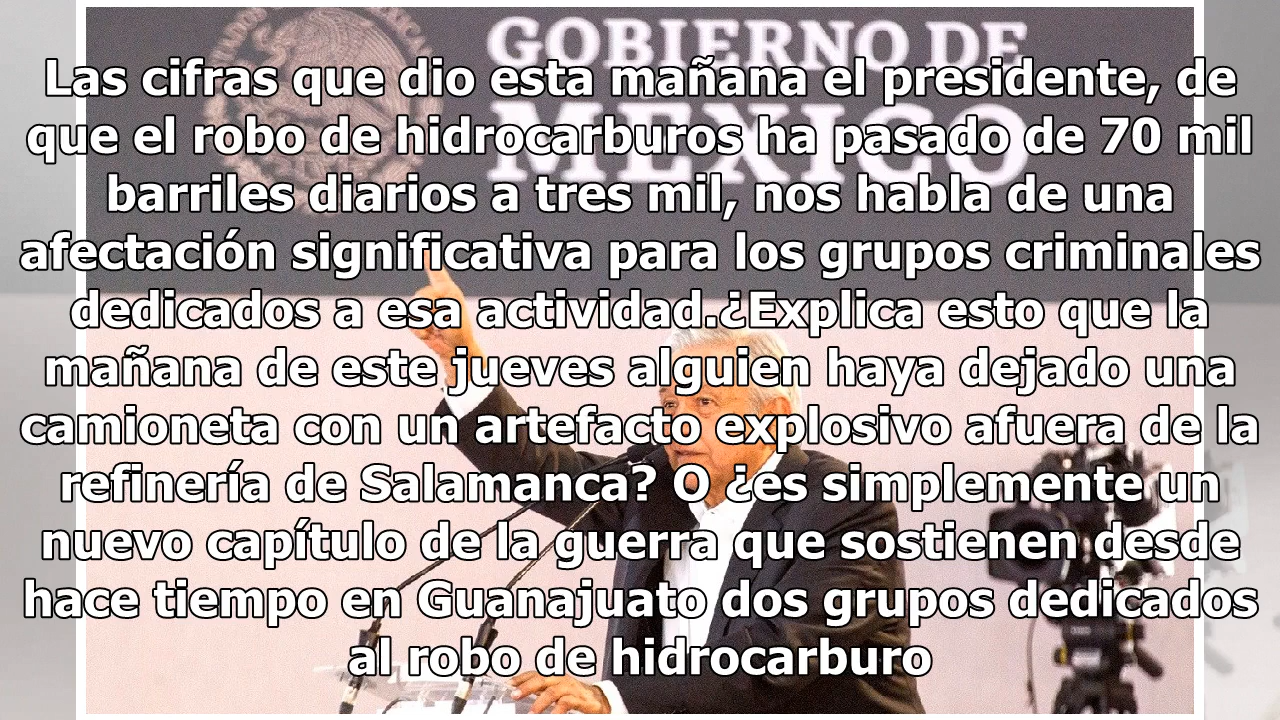 GOBIERNO DE
MÉXICO
Las cifras que dio esta mañana el presidente, de
que el robo de hidrocarburos ha pasado de 70 mil
barriles diarios a tres mil, nos habla de una
afectación significativa para los grupos criminales
dedicados a esa actividad.¿Explica esto que la
mañana de este jueves alguien haya dejado una
camioneta con un artefacto explosivo afuera de la
refinería de Salamanca? O ¿es simplemente un
nuevo capítulo de la guerra que sostienen desde
hace tiempo en Guanajuato dos grupos dedicados
al robo de hidrocarburo